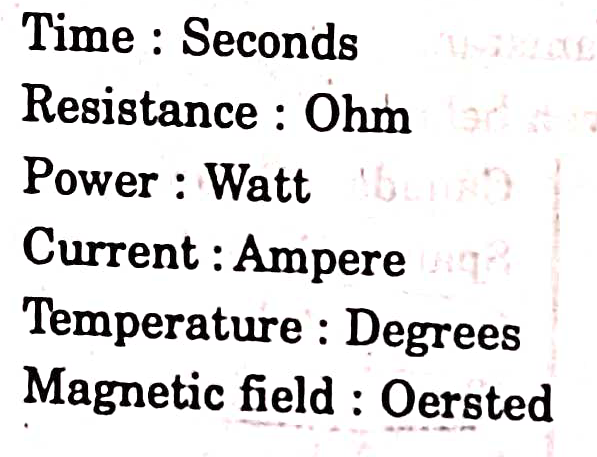 Time : Seconds
Resistance : Ohm
Power : Watt
Current : Ampere
Temperature : Degrees
Magnetic field : Oersted